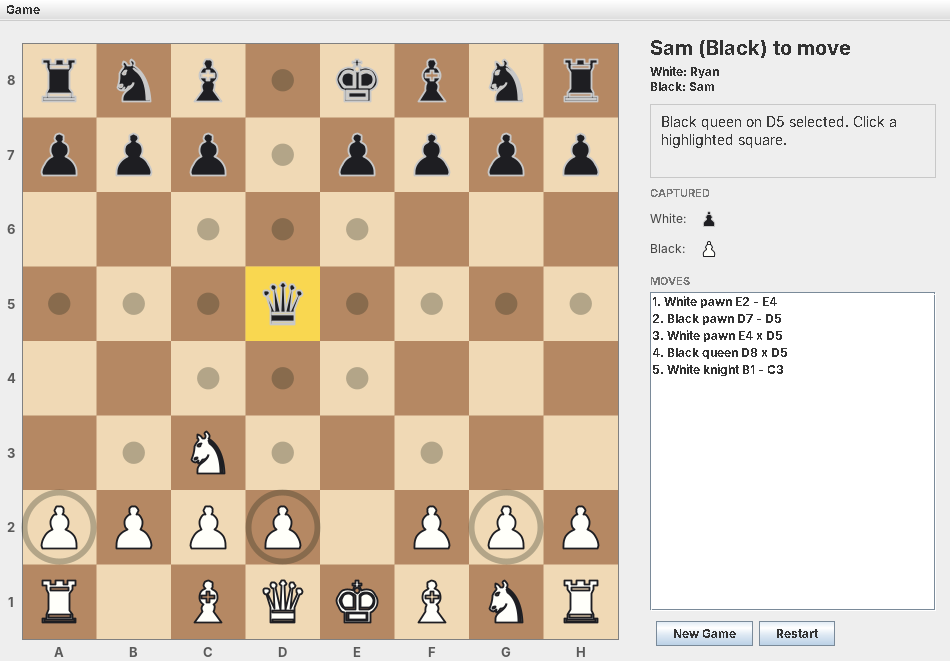 Game
Sam (Black) to move
White: Ryan
Black: Sam
Black queen on D5 selected. Click a
highlighted square.
CAPTURED
White:
Black:
MOVES
1. White pawn E2 - E4
2. Black pawn D7 - D5
3. White pawn E4 x D5
4. Black queen D8 x D5
5. White knight B1 - C3
New Game Restart
8
7
6
5
4
3
2
1
A B C D E F G H